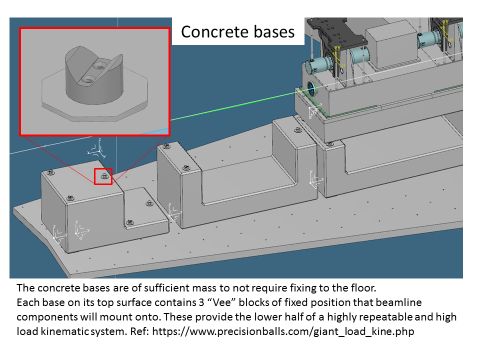 Concrete bases
The concrete bases are of sufficient mass to not require fixing to the floor.
Each base on its top surface contains 3 “Vee” blocks of fixed position that beamline
components will mount onto. These provide the lower half of a highly repeatable and high
load kinematic system. Ref: https://www.precisionballs.com/giant_load_kine.php